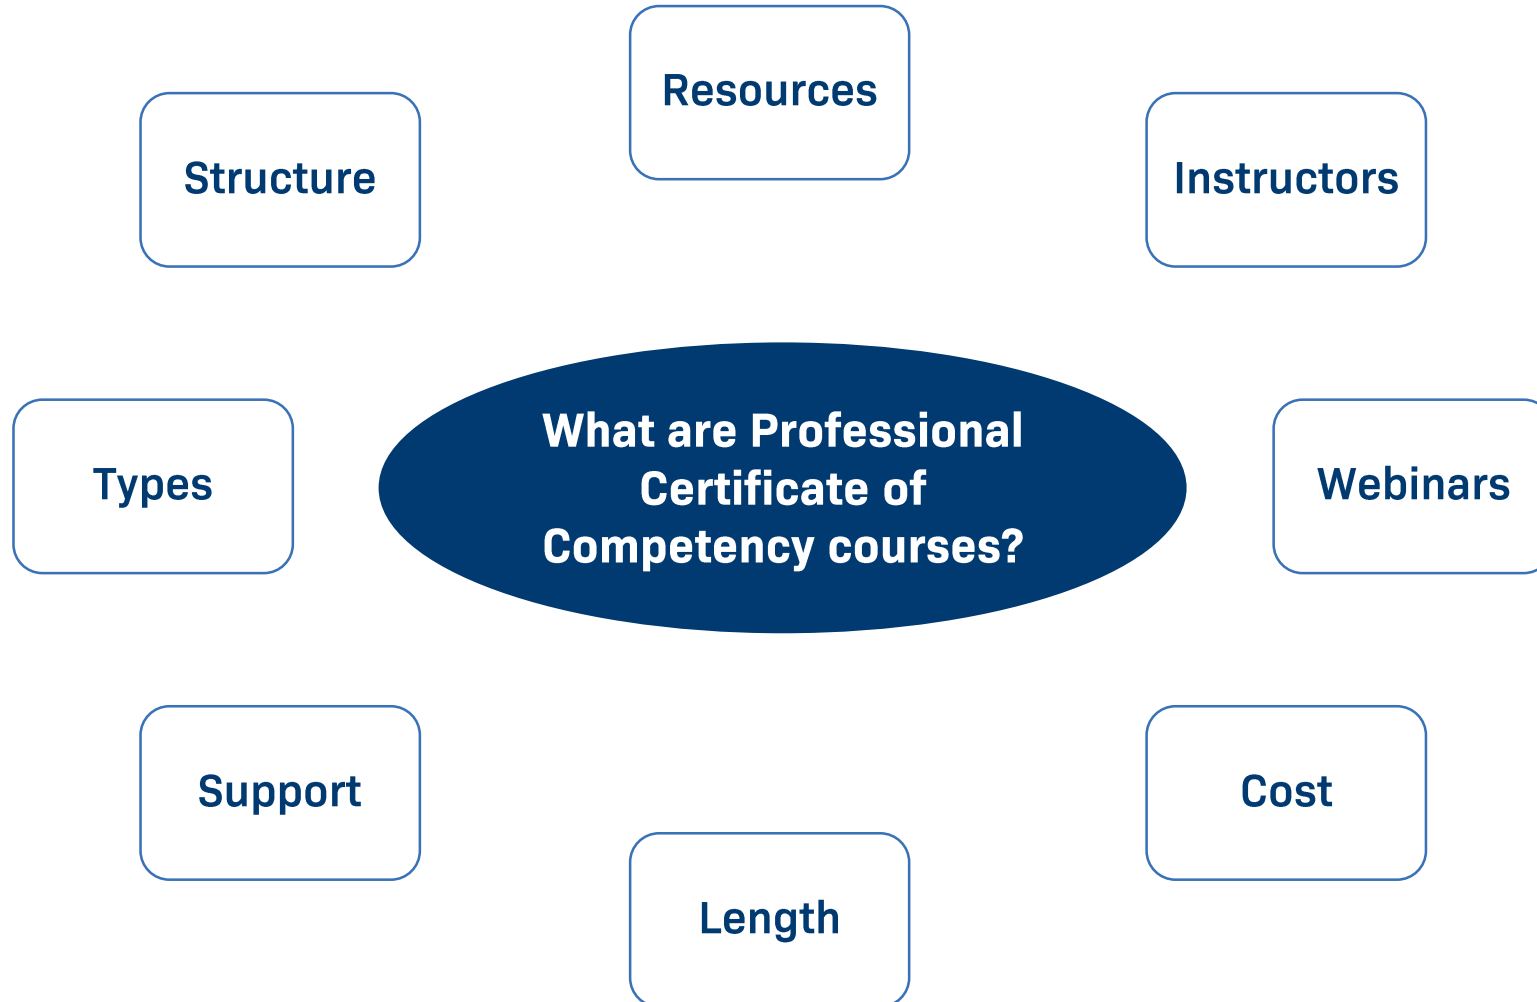 Resources
Structure
Instructors
What are Professional
Certificate of
Competency courses?
Types
Webinars
Support
Cost
Length